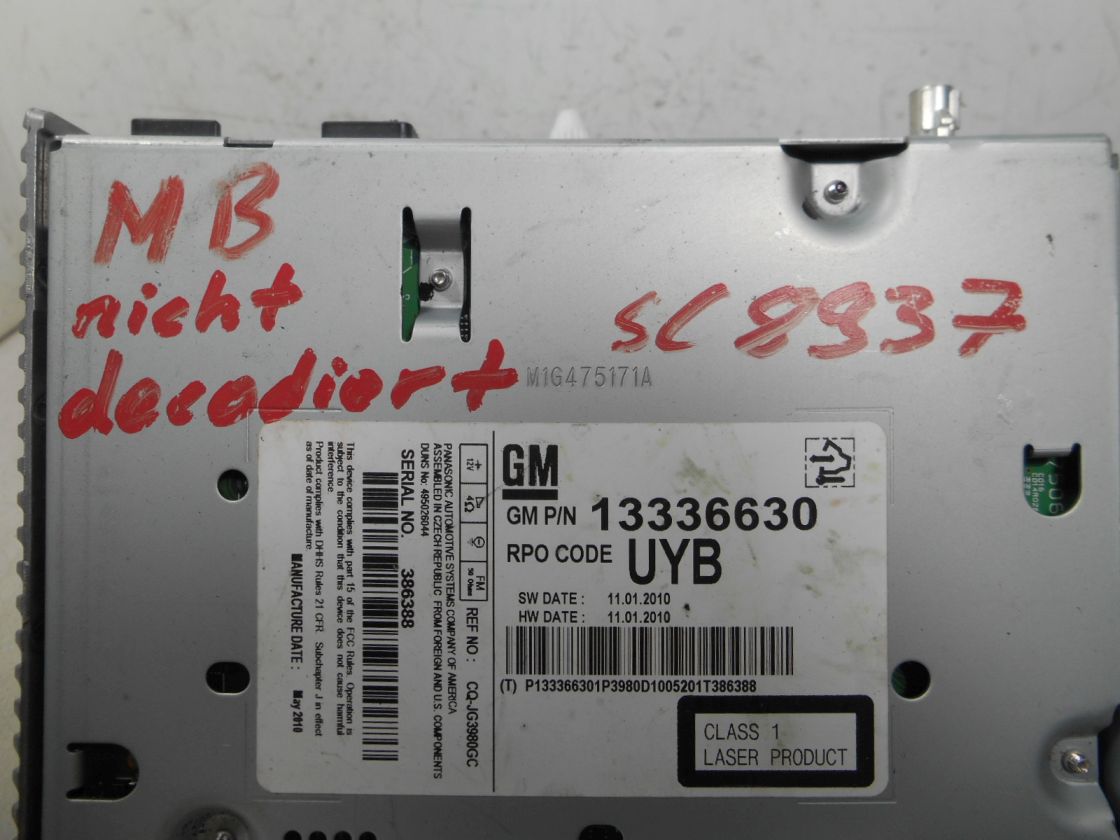 MB
nicht
decodiert
SC8937
M1G475171A
GM
GM P/N 13336630
RPO CODE UYB
SW DATE : 11.01.2010
HW DATE : 11.01.2010
(T) P133366301P3980D1005201T386388
CLASS 1
LASER PRODUCT
12V
4Ω
FM
50 Ohms
REF NO : CQ-JG3980GC
PANASONIC AUTOMOTIVE SYSTEMS COMPANY OF AMERICA
ASSEMBLED IN CZECH REPUBLIC FROM FOREIGN AND U.S. COMPONENTS
DUNS No: 495026044
SERIAL NO. 386388
This device complies with part 15 of the FCC Rules. Operation is
subject to the condition that this device does not cause harmful
interference.
Product complies with DHHS Rules 21 CFR Subchapter J in effect
as of date of manufacture.
MANUFACTURE DATE : May 2010